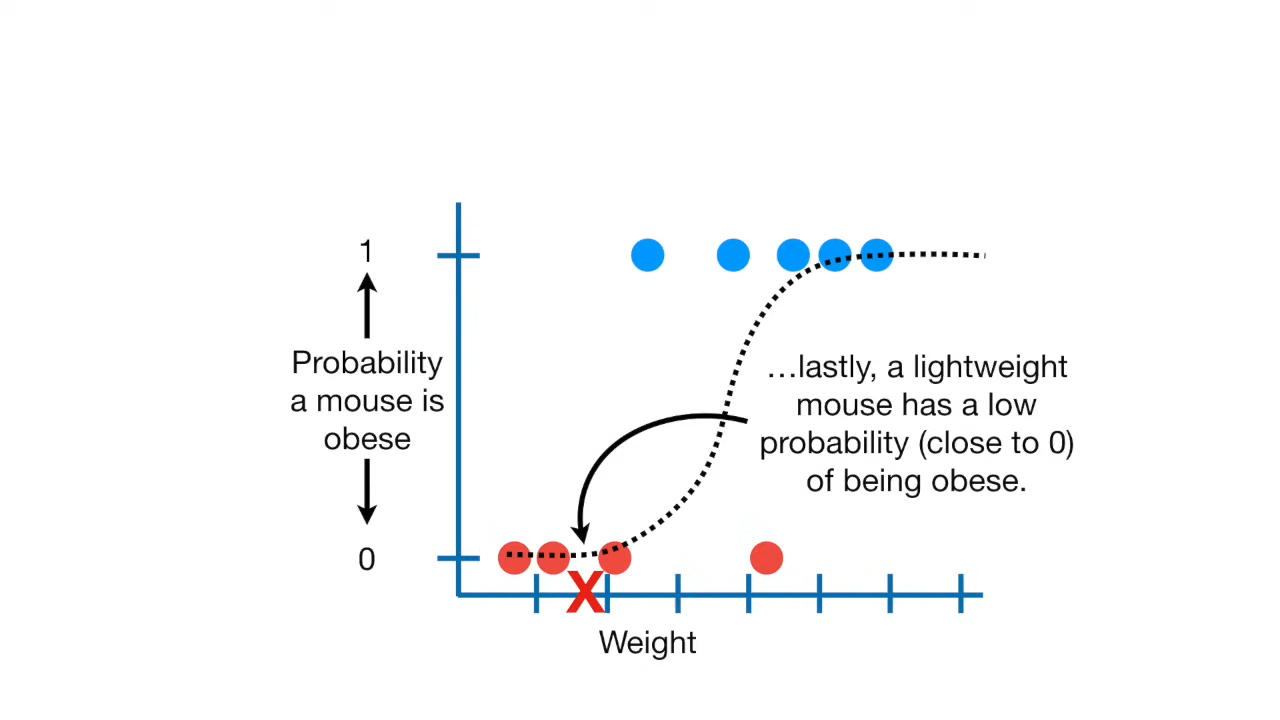 1
Probability
a mouse is
obese
0
…lastly, a lightweight
mouse has a low
probability (close to 0)
of being obese.
X
Weight